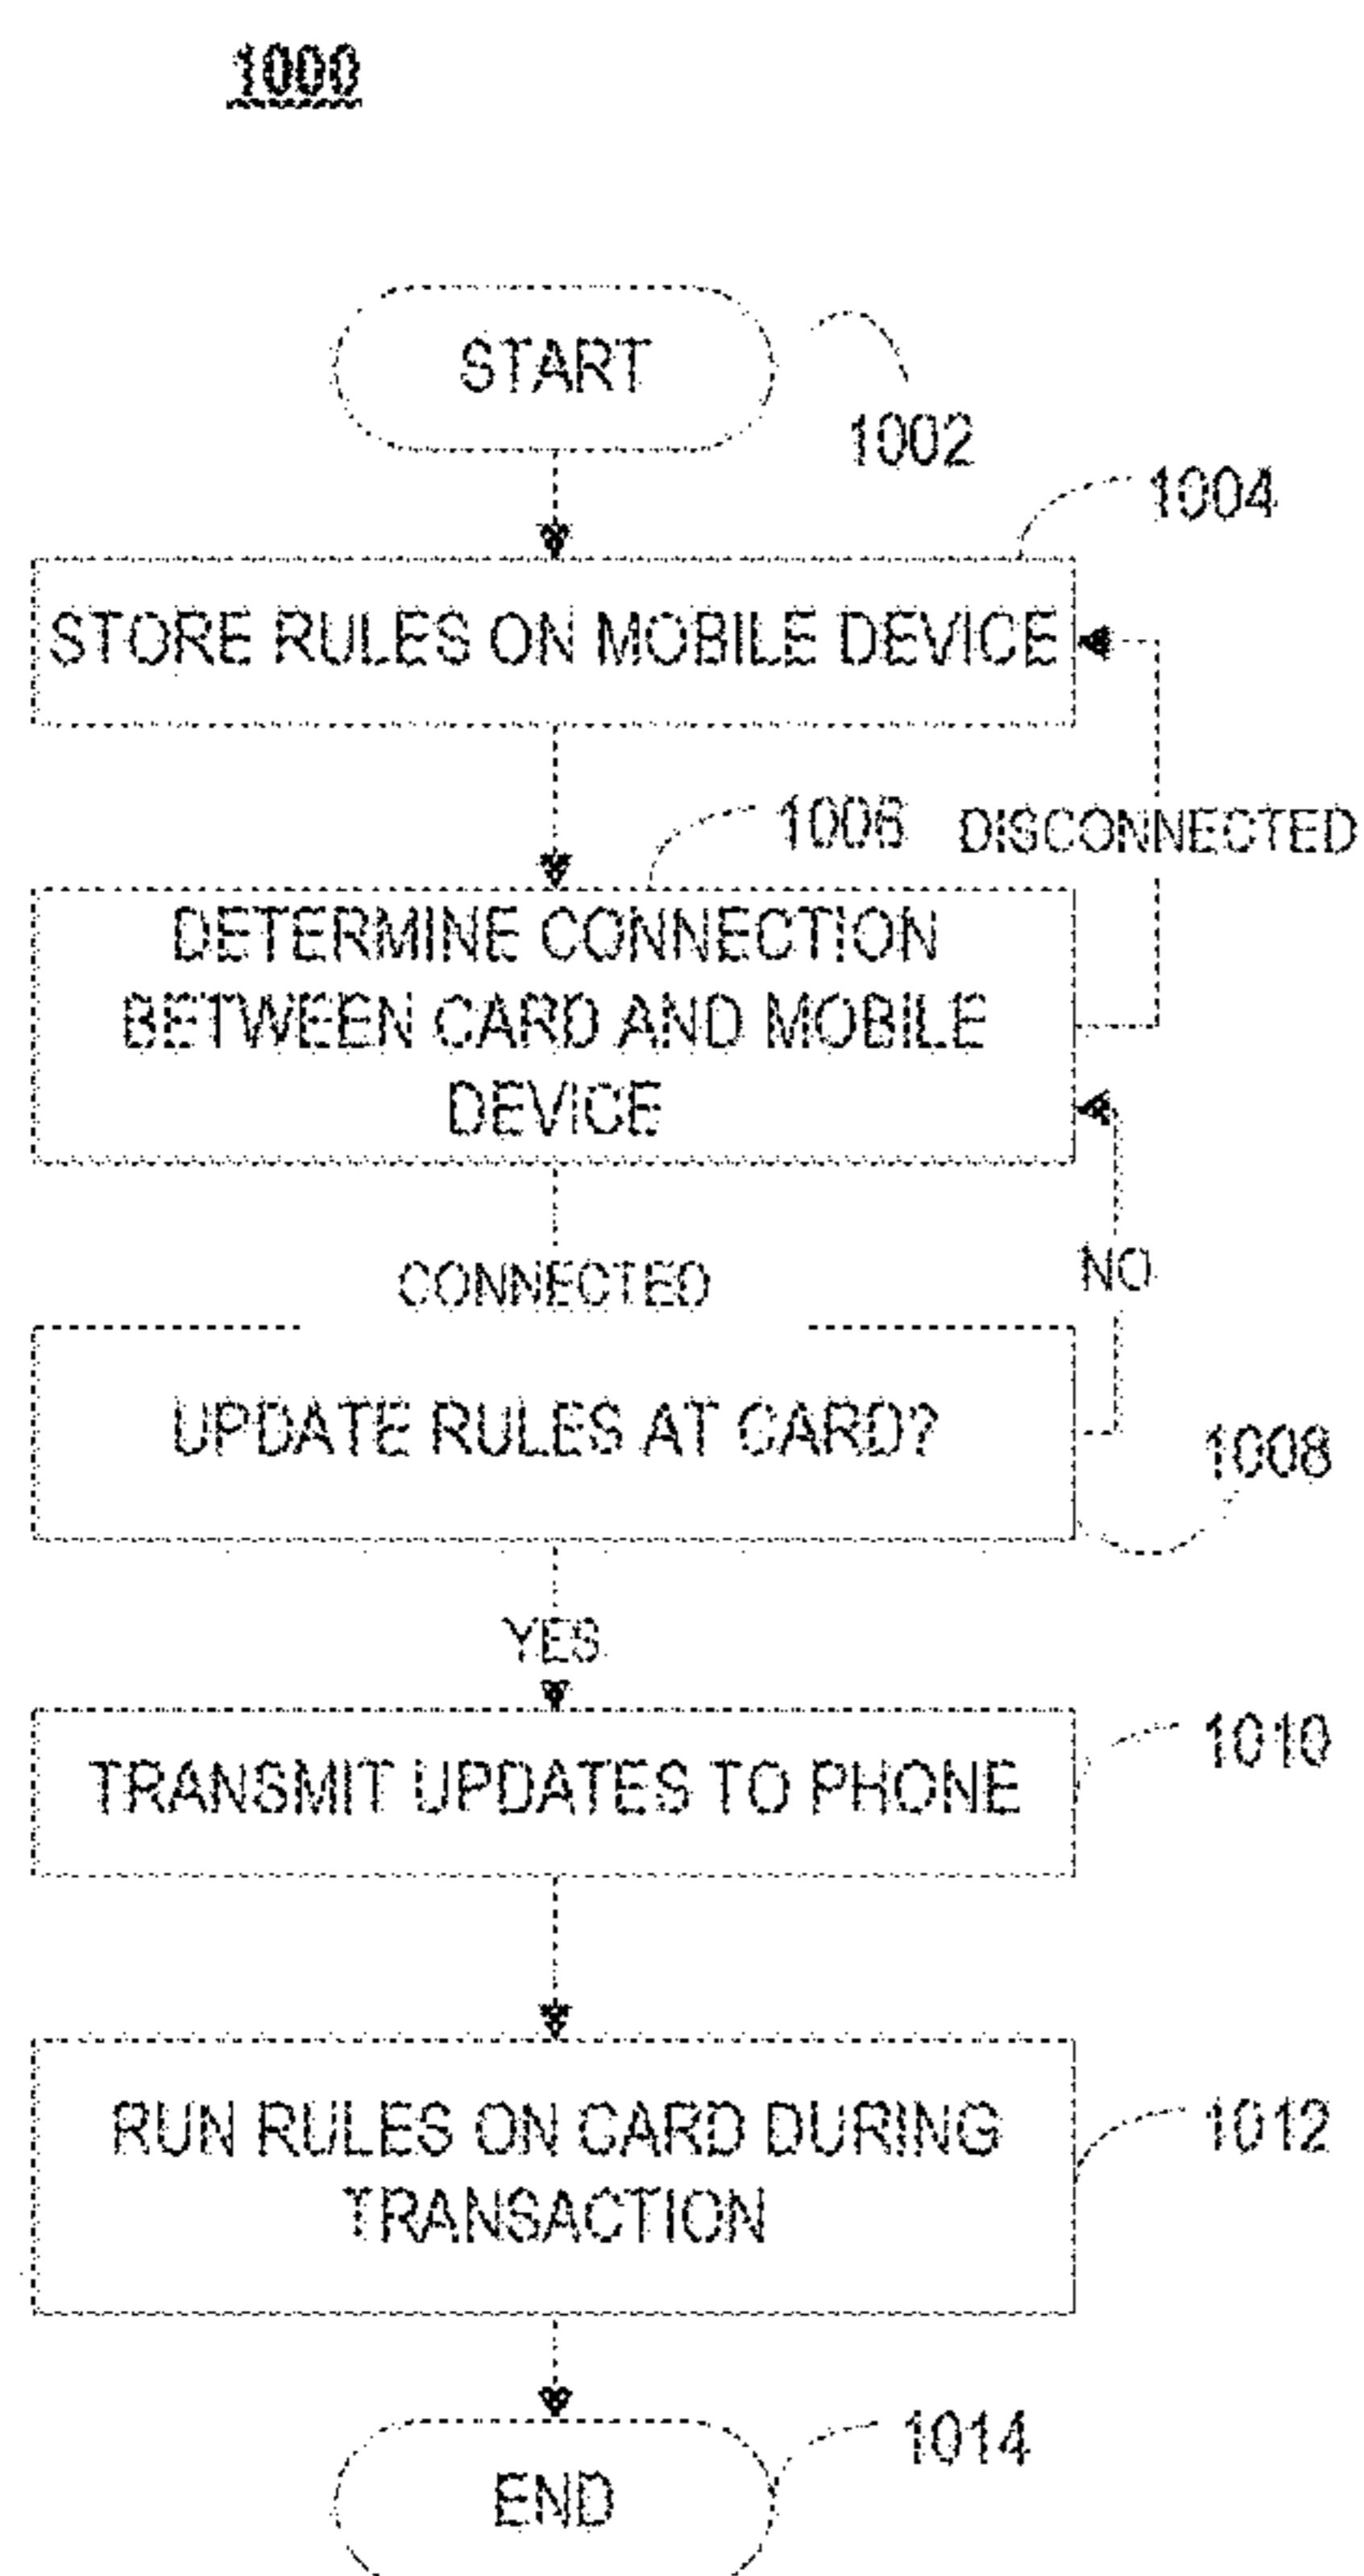 1000
START
1002
1004
STORE RULES ON MOBILE DEVICE
1006
DISCONNECTED
DETERMINE CONNECTION
BETWEEN CARD AND MOBILE
DEVICE
CONNECTED
NO
UPDATE RULES AT CARD?
1008
YES
TRANSMIT UPDATES TO PHONE
1010
RUN RULES ON CARD DURING
TRANSACTION
1012
1014
END